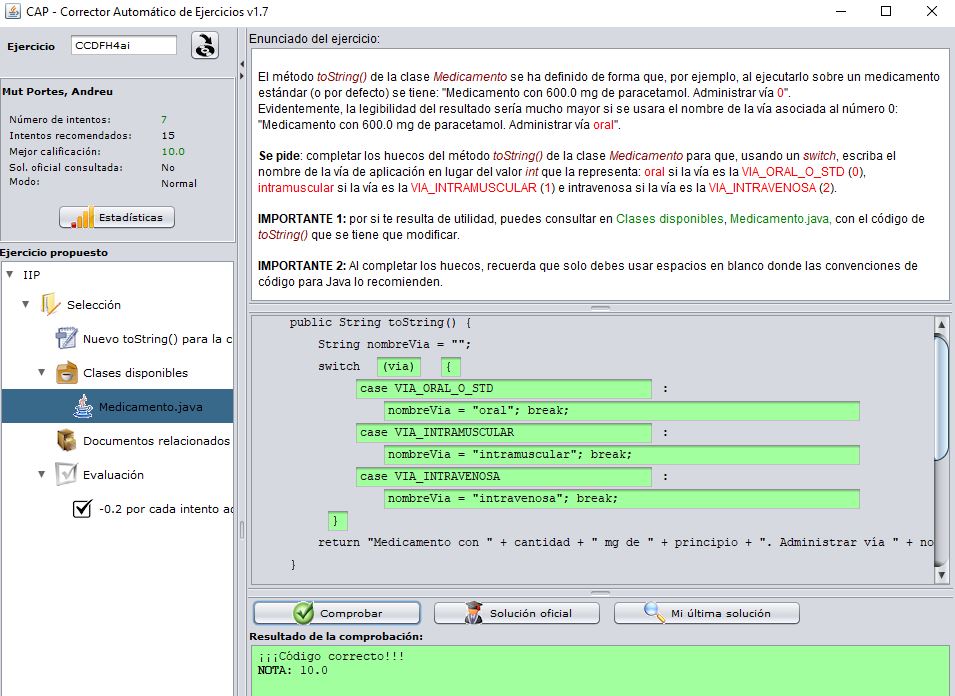 CAP - Corrector Automático de Ejercicios v1.7
Ejercicio CCDFH4ai
Mut Portes, Andreu
Número de intentos: 7
Intentos recomendados: 15
Mejor calificación: 10.0
Sol. oficial consultada: No
Modo: Normal
Estadísticas
Ejercicio propuesto
IIP
Selección
Nuevo toString() para la c
Clases disponibles
Medicamento.java
Documentos relacionados
Evaluación
-0.2 por cada intento ac
Enunciado del ejercicio:
El método toString() de la clase Medicamento se ha definido de forma que, por ejemplo, al ejecutarlo sobre un medicamento
estándar (o por defecto) se tiene: "Medicamento con 600.0 mg de paracetamol. Administrar vía 0".
Evidentemente, la legibilidad del resultado sería mucho mayor si se usara el nombre de la vía asociada al número 0:
"Medicamento con 600.0 mg de paracetamol. Administrar vía oral".
Se pide: completar los huecos del método toString() de la clase Medicamento para que, usando un switch, escriba el
nombre de la vía de aplicación en lugar del valor int que la representa: oral si la vía es la VIA_ORAL_O_STD (0),
intramuscular si la vía es la VIA_INTRAMUSCULAR (1) e intravenosa si la vía es la VIA_INTRAVENOSA (2).
IMPORTANTE 1: por si te resulta de utilidad, puedes consultar en Clases disponibles, Medicamento.java, con el código de
toString() que se tiene que modificar.
IMPORTANTE 2: Al completar los huecos, recuerda que solo debes usar espacios en blanco donde las convenciones de
código para Java lo recomienden.
public String toString() {
String nombreVia = "";
switch (via) {
case VIA_ORAL_O_STD :
nombreVia = "oral"; break;
case VIA_INTRAMUSCULAR :
nombreVia = "intramuscular"; break;
case VIA_INTRAVENOSA :
nombreVia = "intravenosa"; break;
}
return "Medicamento con " + cantidad + " mg de " + principio + ". Administrar vía " + no
}
Comprobar
Solución oficial
Mi última solución
Resultado de la comprobación:
¡¡¡Código correcto!!!
NOTA: 10.0